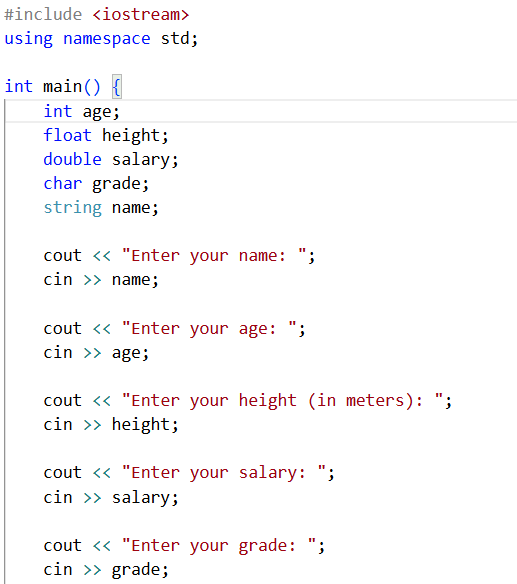 #include <iostream>
using namespace std;
int main() {
int age;
float height;
double salary;
char grade;
string name;
cout << "Enter your name: ";
cin >> name;
cout << "Enter your age: ";
cin >> age;
cout << "Enter your height (in meters): ";
cin >> height;
cout << "Enter your salary: ";
cin >> salary;
cout << "Enter your grade: ";
cin >> grade;